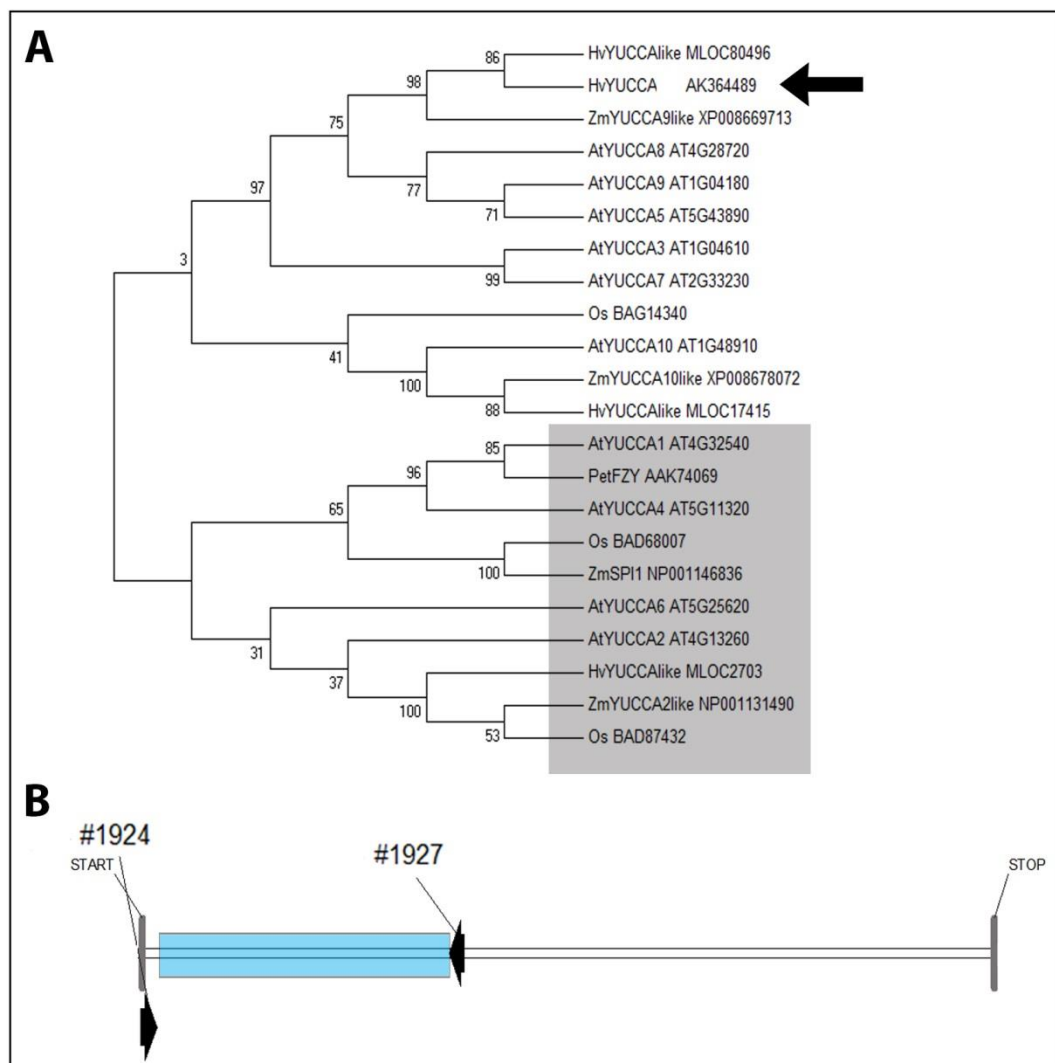 A
HvYUCCAlike MLOC80496
86
HvYUCCA AK364489
98
ZmYUCCA9like XP008669713
75
AtYUCCA8 AT4G28720
77
AtYUCCA9 AT1G04180
97
71
AtYUCCA5 AT5G43890
AtYUCCA3 AT1G04610
3
99
AtYUCCA7 AT2G33230
Os BAG14340
41
AtYUCCA10 AT1G48910
100
ZmYUCCA10like XP008678072
88
HvYUCCAlike MLOC17415
85
AtYUCCA1 AT4G32540
96
PetFZY AAK74069
65
AtYUCCA4 AT5G11320
Os BAD68007
100
ZmSPI1 NP001146836
AtYUCCA6 AT5G25620
31
AtYUCCA2 AT4G13260
37
HvYUCCAlike MLOC2703
100
ZmYUCCA2like NP001131490
53
Os BAD87432
B
#1924
START
#1927
STOP